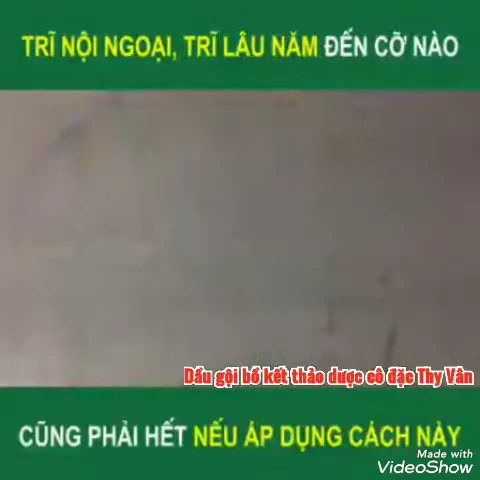 TRĨ NỘI NGOẠI, TRĨ LÂU NĂM ĐẾN CỠ NÀO
Dầu gội bồ kết thảo dược cô đặc Thy Vân
CŨNG PHẢI HẾT NẾU ÁP DỤNG CÁCH NÀY
Made with
VideoShow